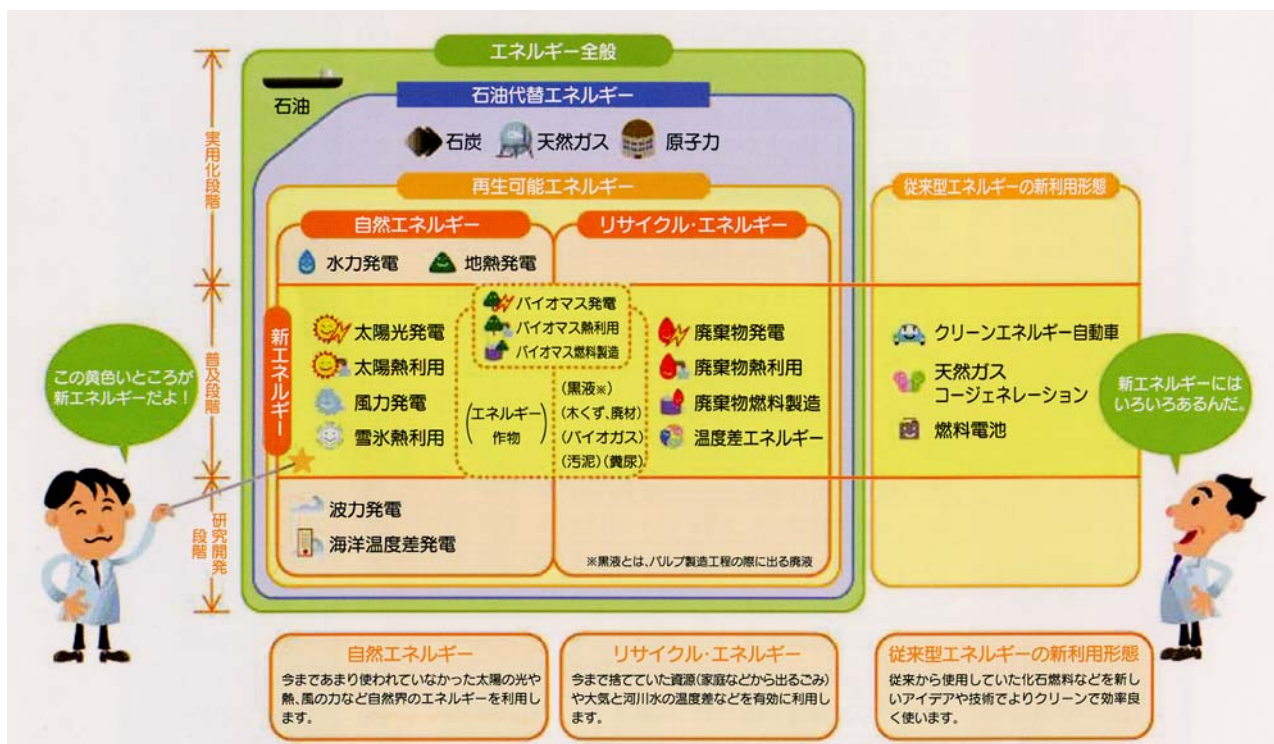 エネルギー全般
石油
石油代替エネルギー
石炭
天然ガス
原子力
再生可能エネルギー
従来型エネルギーの新利用形態
自然エネルギー
リサイクル・エネルギー
水力発電
地熱発電
実用化段階
普及段階
研究開発
段階
新エネルギー
太陽光発電
太陽熱利用
風力発電
雪氷熱利用
バイオマス発電
バイオマス熱利用
バイオマス燃料製造
(エネルギー
作物)
(黒液※)
(木くず、廃材)
(バイオガス)
(汚泥)(糞尿)
廃棄物発電
廃棄物熱利用
廃棄物燃料製造
温度差エネルギー
クリーンエネルギー自動車
天然ガス
コージェネレーション
燃料電池
この黄色いところが
新エネルギーだよ!
新エネルギーには
いろいろあるんだ。
波力発電
海洋温度差発電
※黒液とは、パルプ製造工程の際に出る廃液
自然エネルギー
今まであまり使われていなかった太陽の光や
熱、風の力など自然界のエネルギーを利用し
ます。
リサイクル・エネルギー
今まで捨てていた資源(家庭などから出るごみ)
や大気と河川水の温度差などを有効に利用し
ます。
従来型エネルギーの新利用形態
従来から使用していた化石燃料などを新し
いアイデアや技術でよりクリーンで効率良
く使います。